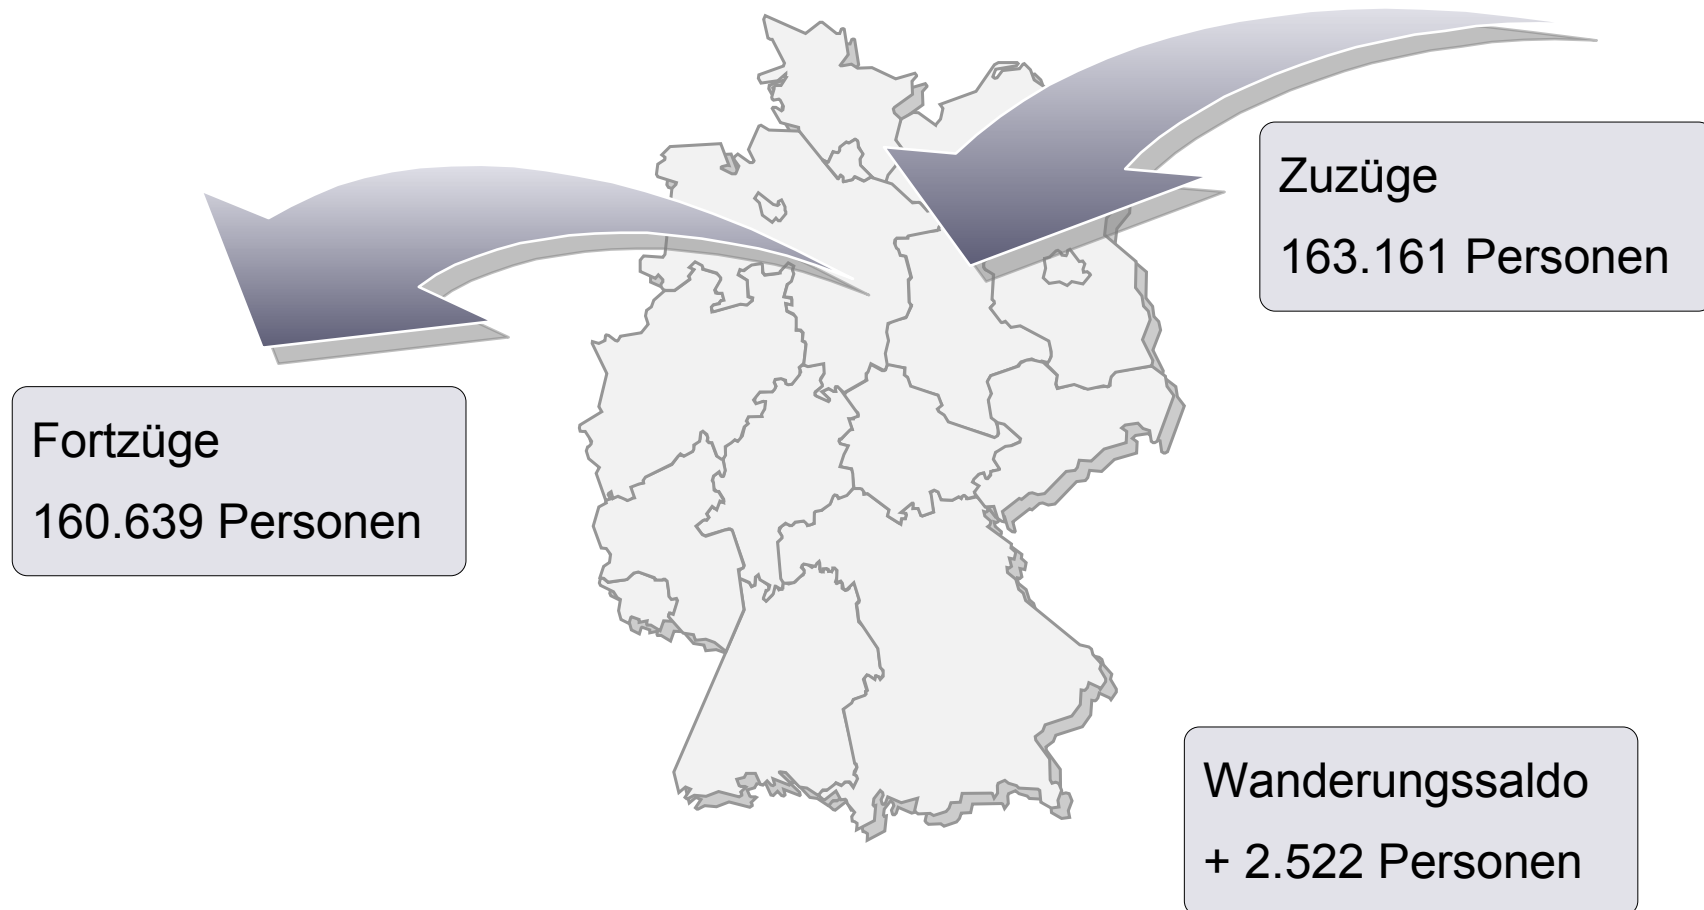 Zuzüge
163.161 Personen
Fortzüge
160.639 Personen
Wanderungssaldo
+ 2.522 Personen